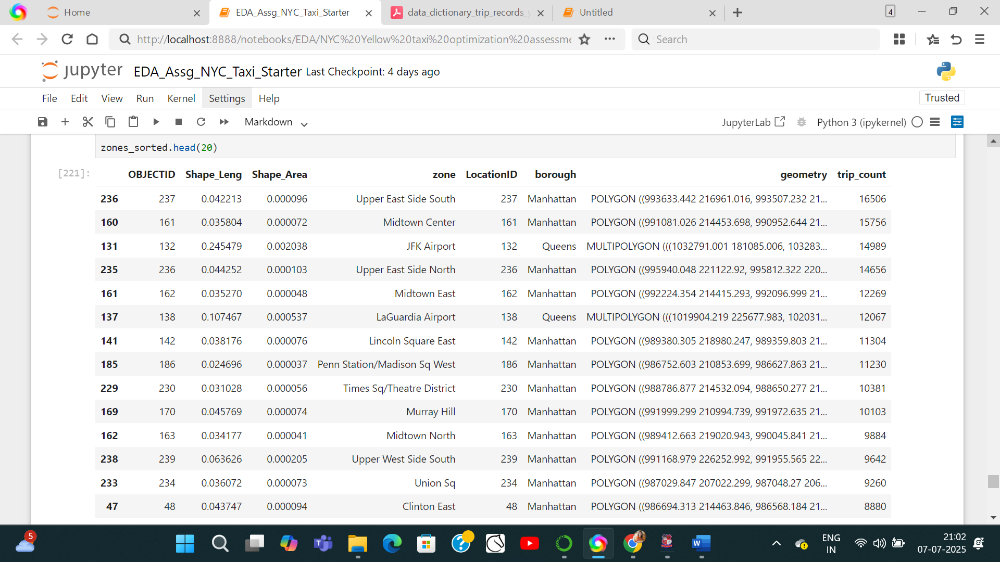 Home
EDA_Assg_NYC_Taxi_Starter
data_dictionary_trip_records_y
Untitled
4
http://localhost:8888/notebooks/EDA/NYC%20Yellow%20taxi%20optimization%20assessme
Search
jupyter EDA_Assg_NYC_Taxi_Starter Last Checkpoint: 4 days ago
File Edit View Run Kernel Settings Help
Trusted
Markdown
JupyterLab
Python 3 (ipykernel)
zones_sorted.head(20)
[221]:
OBJECTID Shape_Leng Shape_Area zone LocationID borough geometry trip_count
236 237 0.042213 0.000096 Upper East Side South 237 Manhattan POLYGON ((993633.442 216961.016, 993507.232 21... 16506
160 161 0.035804 0.000072 Midtown Center 161 Manhattan POLYGON ((991081.026 214453.698, 990952.644 21... 15756
131 132 0.245479 0.002038 JFK Airport 132 Queens MULTIPOLYGON (((1032791.001 181085.006, 103283... 14989
235 236 0.044252 0.000103 Upper East Side North 236 Manhattan POLYGON ((995940.048 221122.92, 995812.322 220... 14656
161 162 0.035270 0.000048 Midtown East 162 Manhattan POLYGON ((992224.354 214415.293, 992096.999 21... 12269
137 138 0.107467 0.000537 LaGuardia Airport 138 Queens MULTIPOLYGON (((1019904.219 225677.983, 102031... 12067
141 142 0.038176 0.000076 Lincoln Square East 142 Manhattan POLYGON ((989380.305 218980.247, 989359.803 21... 11304
185 186 0.024696 0.000037 Penn Station/Madison Sq West 186 Manhattan POLYGON ((986752.603 210853.699, 986627.863 21... 11230
229 230 0.031028 0.000056 Times Sq/Theatre District 230 Manhattan POLYGON ((988786.877 214532.094, 988650.277 21... 10381
169 170 0.045769 0.000074 Murray Hill 170 Manhattan POLYGON ((991999.299 210994.739, 991972.635 21... 10103
162 163 0.034177 0.000041 Midtown North 163 Manhattan POLYGON ((989412.663 219020.943, 990045.841 21... 9884
238 239 0.063626 0.000205 Upper West Side South 239 Manhattan POLYGON ((991168.979 226252.992, 991955.565 22... 9642
233 234 0.036072 0.000073 Union Sq 234 Manhattan POLYGON ((987029.847 207022.299, 987048.27 206... 9260
47 48 0.043747 0.000094 Clinton East 48 Manhattan POLYGON ((986694.313 214463.846, 986568.184 21... 8880
5
ENG
IN
21:02
07-07-2025